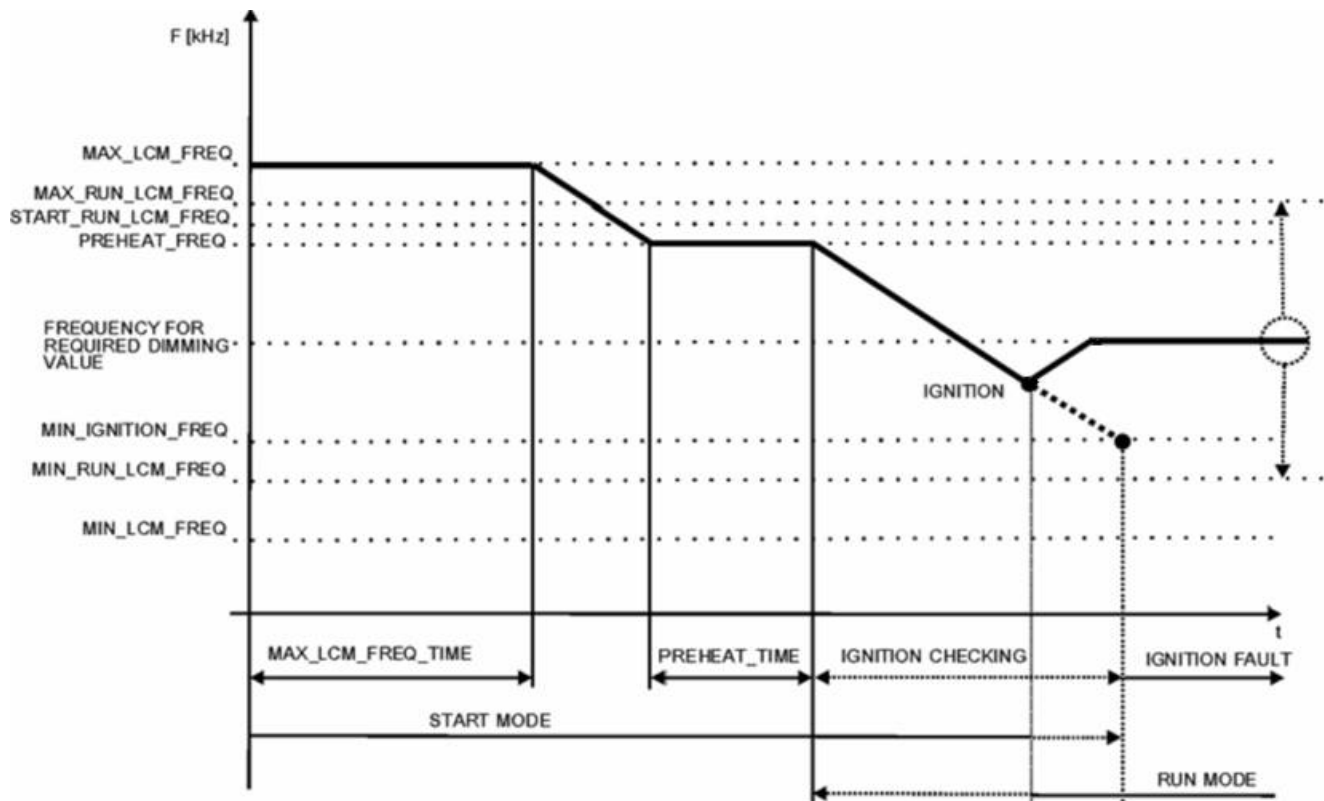 F [kHz]
MAX_LCM_FREQ
MAX_RUN_LCM_FREQ
START_RUN_LCM_FREQ
PREHEAT_FREQ
FREQUENCY FOR
REQUIRED DIMMING
VALUE
IGNITION
MIN_IGNITION_FREQ
MIN_RUN_LCM_FREQ
MIN_LCM_FREQ
t
MAX_LCM_FREQ_TIME
PREHEAT_TIME
IGNITION CHECKING
IGNITION FAULT
START MODE
RUN MODE